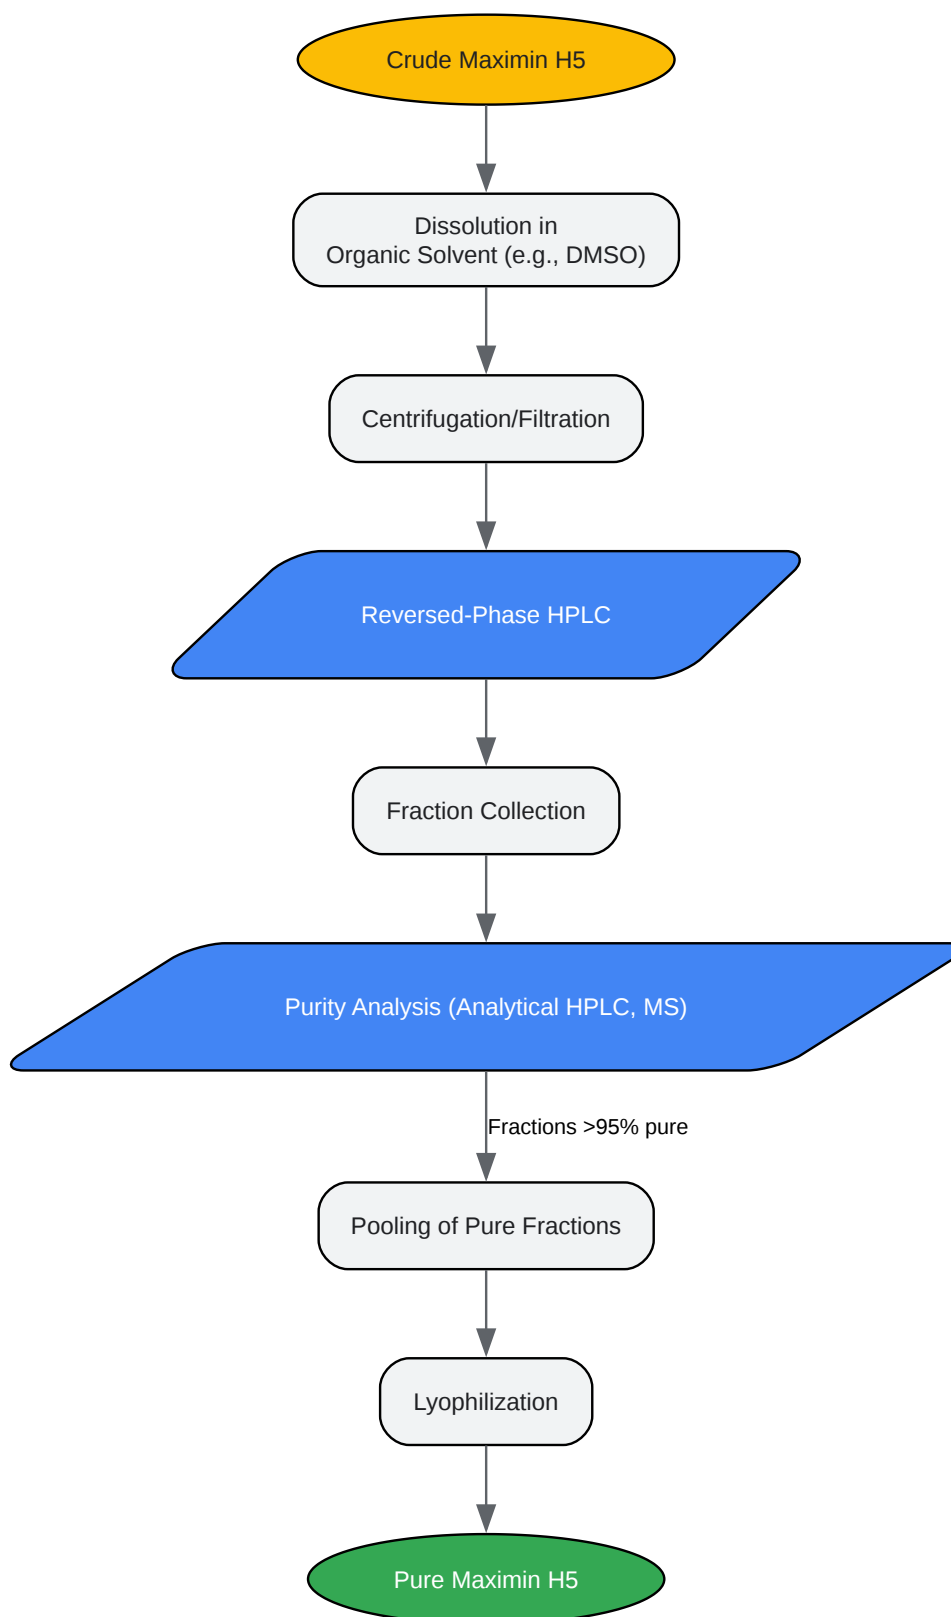 Crude Maximin H5
Dissolution in
Organic Solvent (e.g., DMSO)
Centrifugation/Filtration
Reversed-Phase HPLC
Fraction Collection
Purity Analysis (Analytical HPLC, MS)
Fractions >95% pure
Pooling of Pure Fractions
Lyophilization
Pure Maximin H5